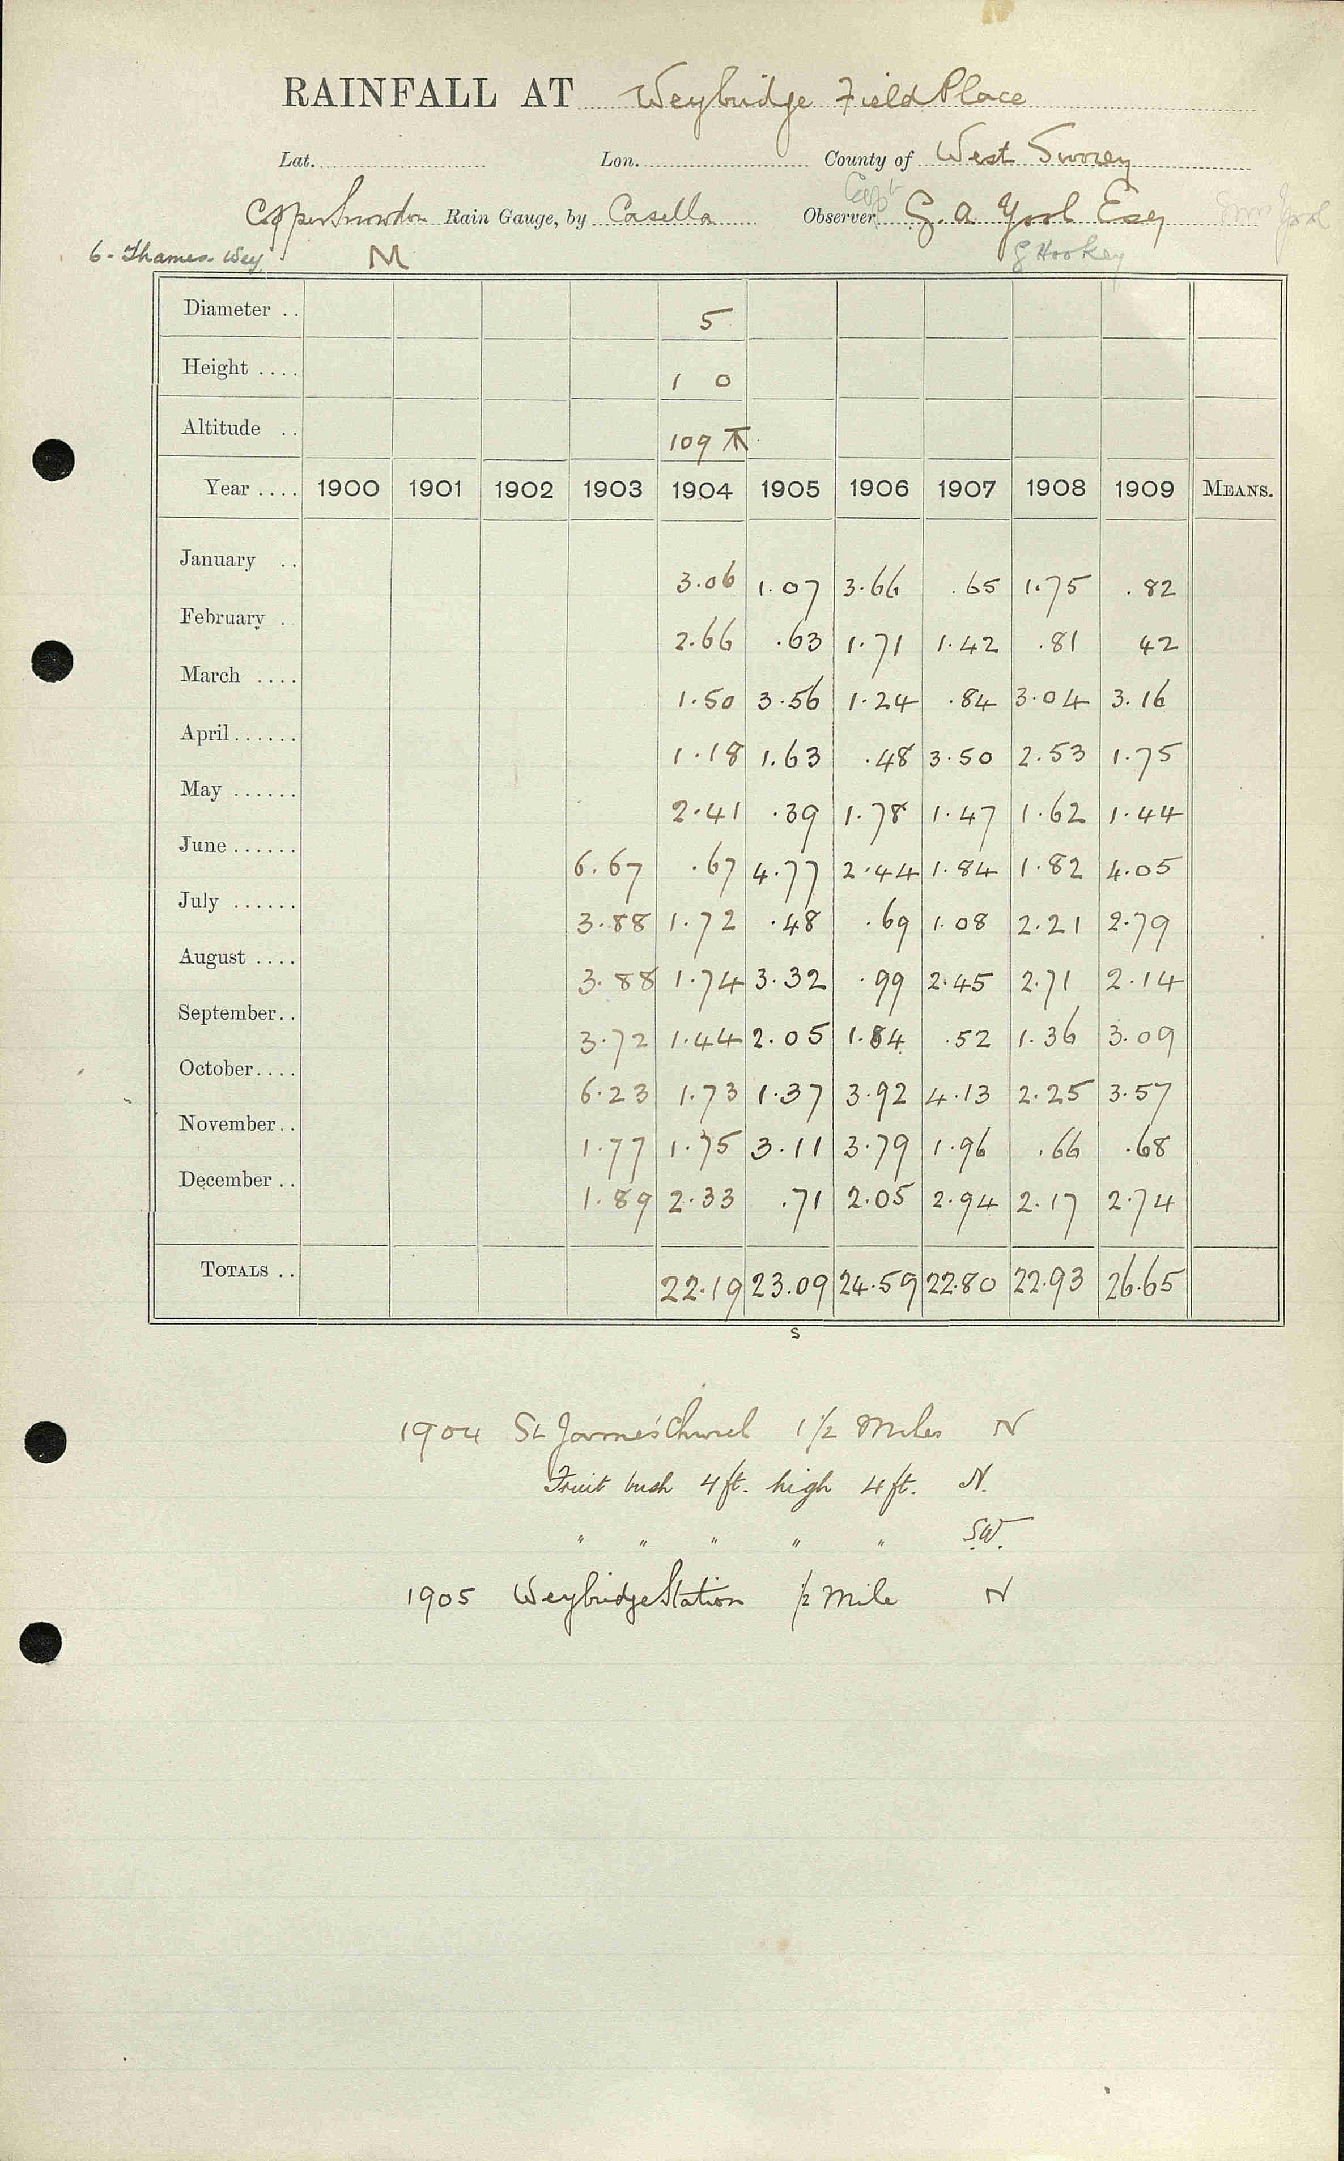 RAINFALL AT Weybridge Field Place
Lat. Lon. County of West Surrey
Capt
Copper Snowdon Rain Gauge, by Casella Observer G. A Yool Esq Mrs Yool
6 - Thames. Wey M G Hookey
Diameter .. 5
Height .... 1 0
Altitude .. 109
Year .... 1900 1901 1902 1903 1904 1905 1906 1907 1908 1909 MEANS.
January .. 3.06 1.07 3.66 .65 1.75 .82
February . 2.66 .63 1.71 1.42 .81 42
March .... 1.50 3.56 1.24 .84 3.04 3.16
April...... 1.18 1.63 .48 3.50 2.53 1.75
May ...... 2.41 .39 1.78 1.47 1.62 1.44
June...... 6.67 .67 4.77 2.44 1.84 1.82 4.05
July ...... 3.88 1.72 .48 .69 1.08 2.21 2.79
August .... 3.88 1.74 3.32 .99 2.45 2.71 2.14
September.. 3.72 1.44 2.05 1.84 .52 1.36 3.09
October.... 6.23 1.73 1.37 3.92 4.13 2.25 3.57
November.. 1.77 1.75 3.11 3.79 1.96 .66 .68
December .. 1.89 2.33 .71 2.05 2.94 2.17 2.74
TOTALS .. 22.19 23.09 24.59 22.80 22.93 26.65
s
1904 St James' Church 1 1/2 Miles N
Fruit bush 4 ft. high 4 ft. N.
" " " " " S.W.
1905 Weybridge Station 1/2 Mile N